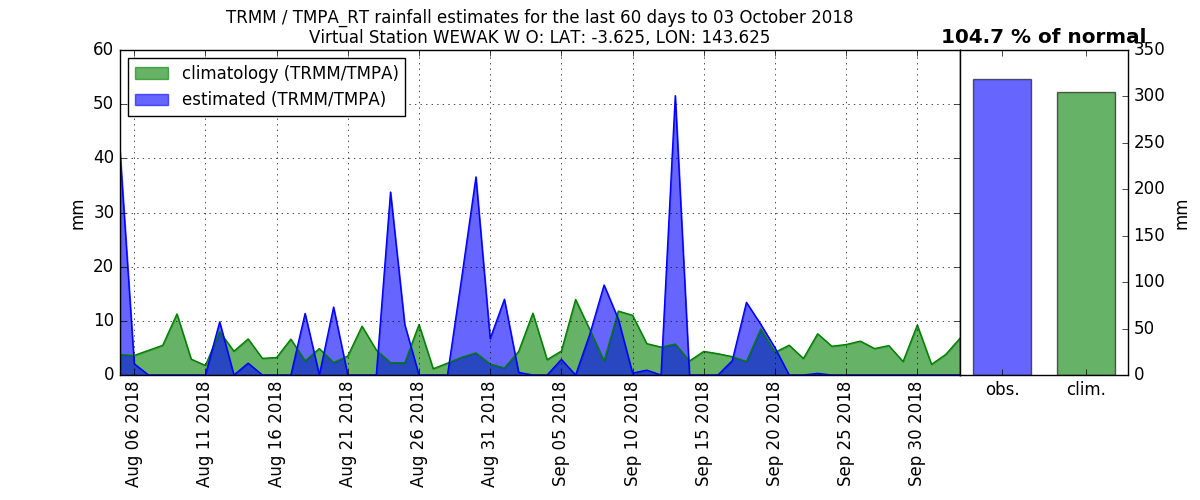 TRMM / TMPA_RT rainfall estimates for the last 60 days to 03 October 2018
Virtual Station WEWAK W O: LAT: -3.625, LON: 143.625
104.7 % of normal
climatology (TRMM/TMPA)
estimated (TRMM/TMPA)
60
50
40
30
20
10
0
mm
350
300
250
200
150
100
50
0
mm
Aug 06 2018
Aug 11 2018
Aug 16 2018
Aug 21 2018
Aug 26 2018
Aug 31 2018
Sep 05 2018
Sep 10 2018
Sep 15 2018
Sep 20 2018
Sep 25 2018
Sep 30 2018
obs.
clim.